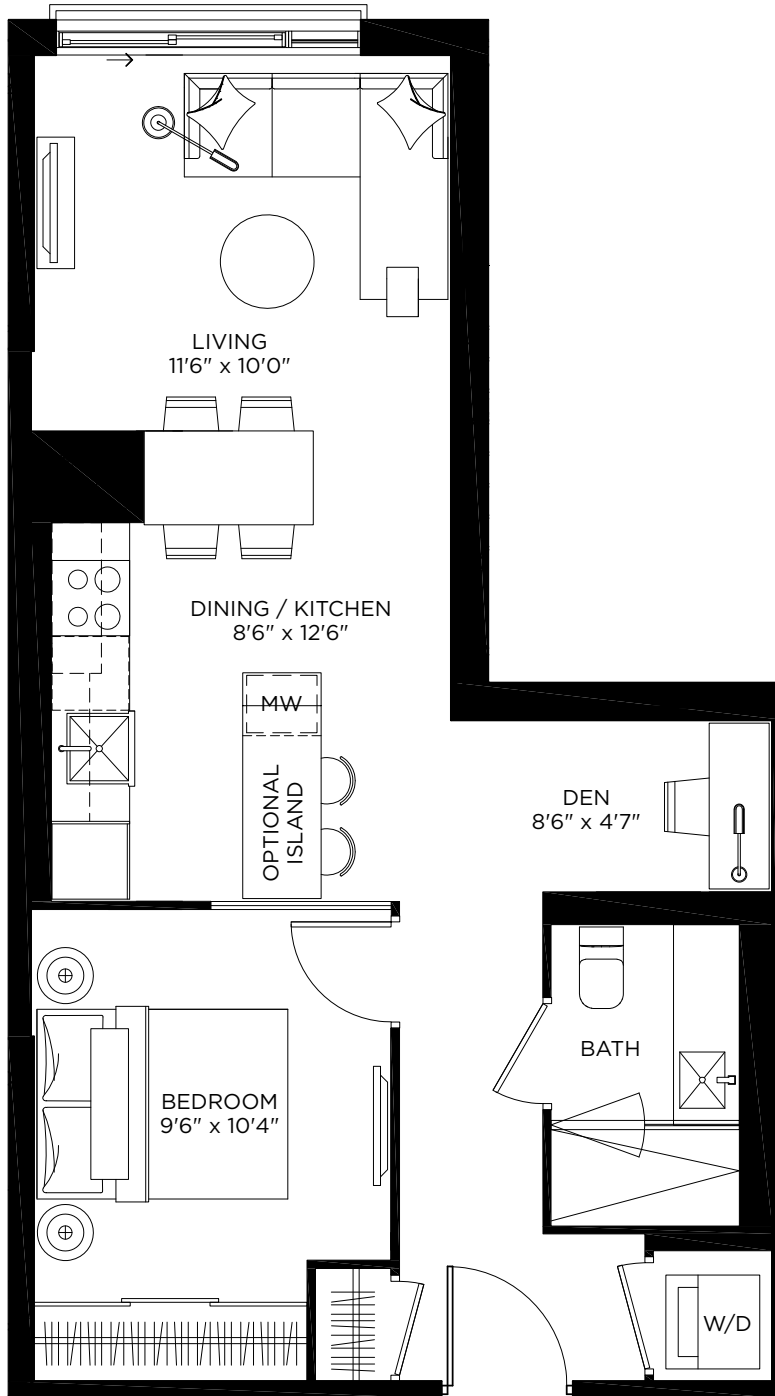 LIVING
11'6" x 10'0"
DINING / KITCHEN
8'6" x 12'6"
MW
OPTIONAL
ISLAND
DEN
8'6" x 4'7"
BATH
BEDROOM
9'6" x 10'4"
W/D